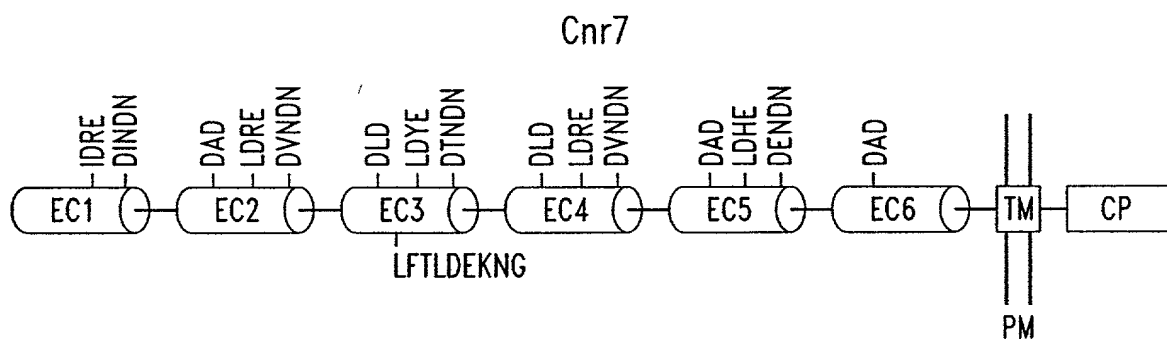 Cnr7
IDRE
DINDN
DAD
LDRE
DVNDN
DLD
LDYE
DTNDN
DLD
LDRE
DVNDN
DAD
LDHE
DENDN
DAD
EC1
EC2
EC3
EC4
EC5
EC6
TM
CP
LFTLDEKNG
PM